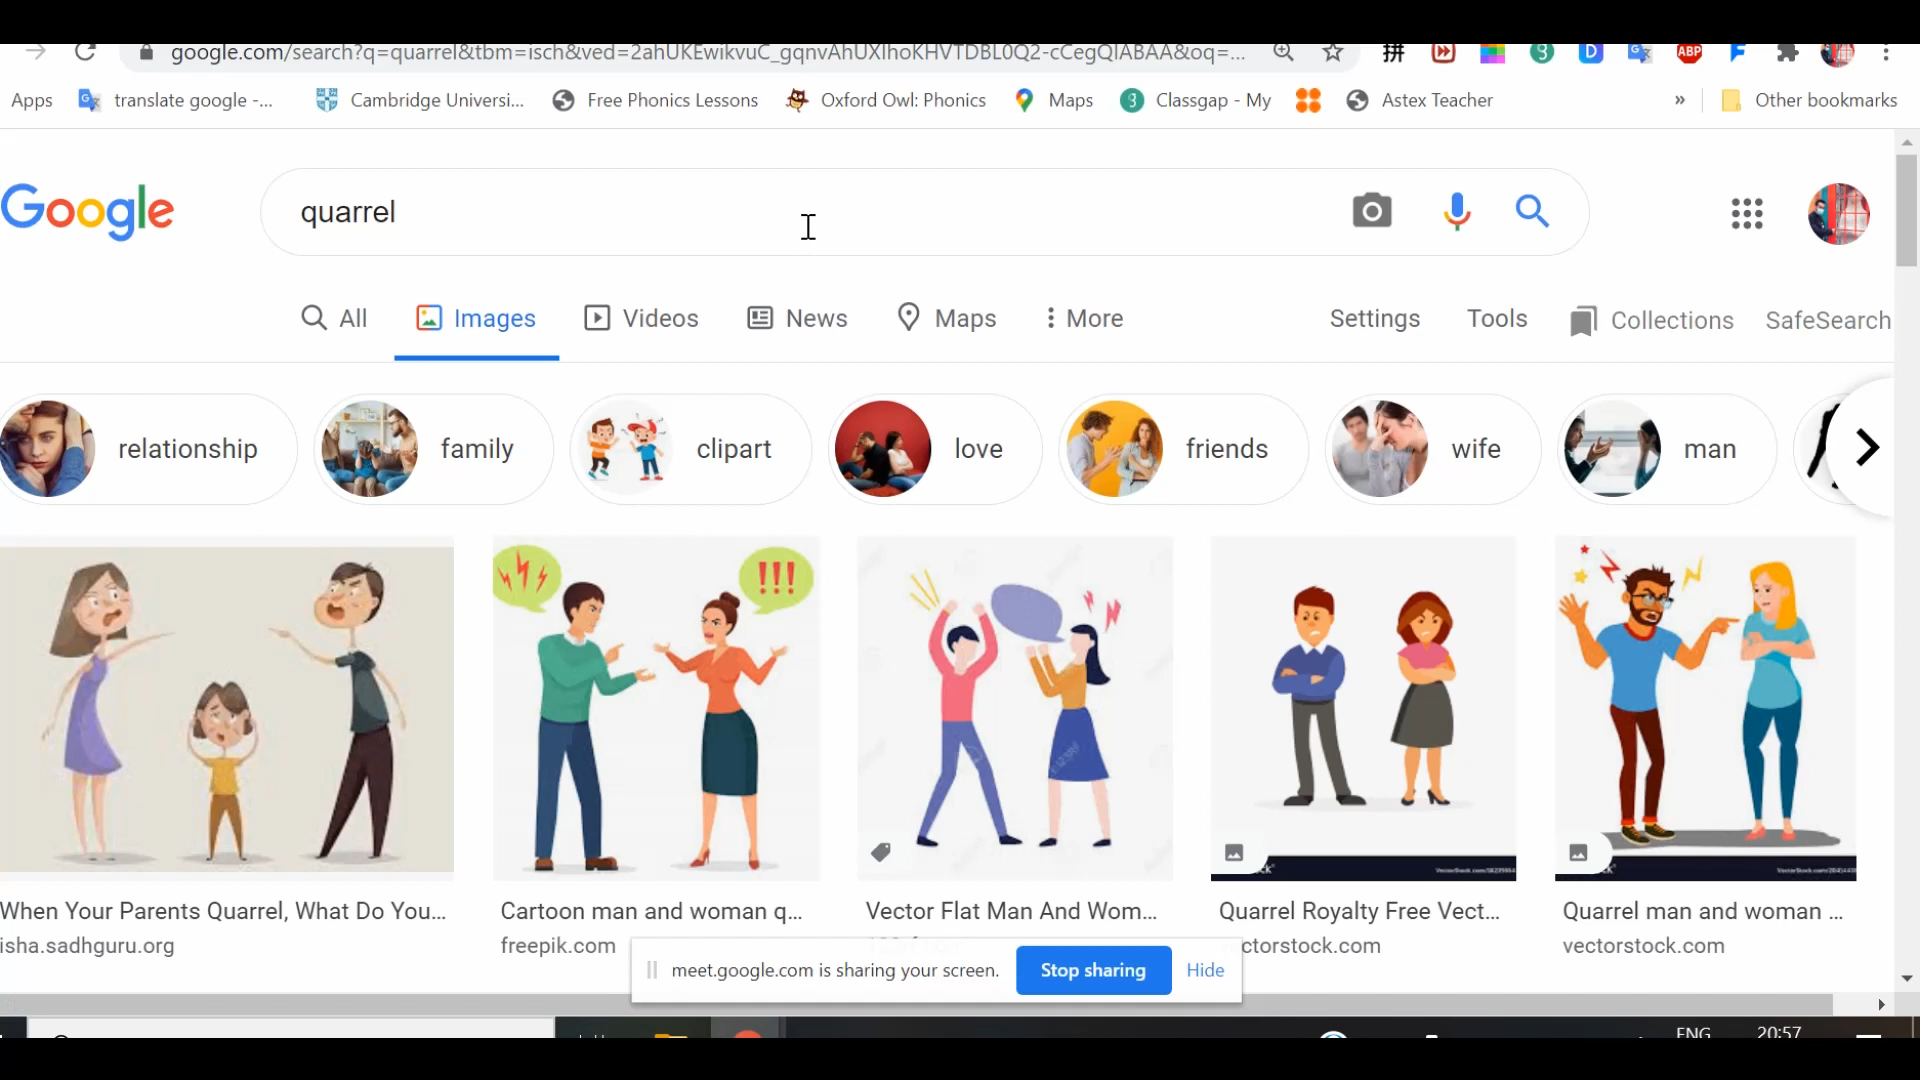 google.com/search?q=quarrel&tbm=isch&ved=2ahUKEwikvuC_gqnvAhUXIhoKHVTDBL0Q2-cCegQIABAA&oq=...
拼 ABP
Apps translate google -... Cambridge Universi... Free Phonics Lessons Oxford Owl: Phonics Maps Classgap - My Astex Teacher » Other bookmarks
Google quarrel
All Images Videos News Maps More Settings Tools Collections SafeSearch
relationship family clipart love friends wife man
!!!
When Your Parents Quarrel, What Do You... Cartoon man and woman q... Vector Flat Man And Wom... Quarrel Royalty Free Vect... Quarrel man and woman ...
isha.sadhguru.org freepik.com ctorstock.com vectorstock.com
meet.google.com is sharing your screen. Stop sharing Hide
ENG 20:57